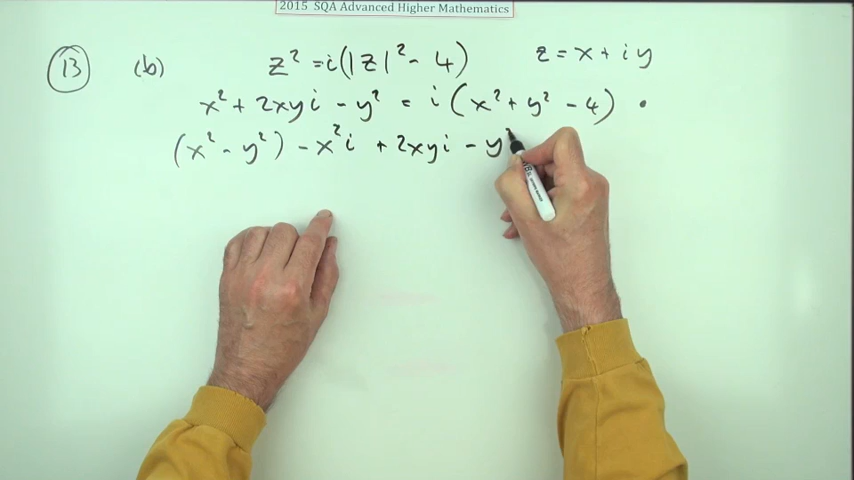 2015 SQA Advanced Higher Mathematics
13 (b) z² = i(|z|² - 4) z = x + iy
x² + 2xyi - y² = i(x² + y² - 4) •
(x² - y²) - x²i + 2xyi - y²